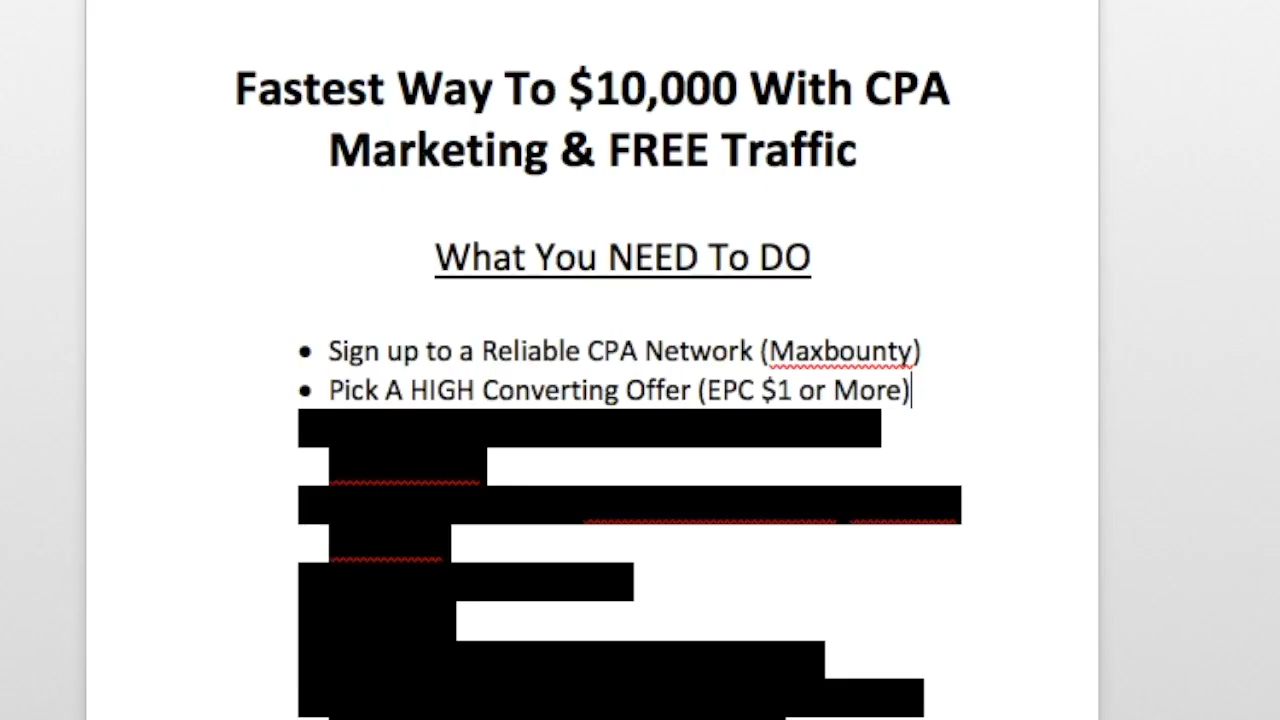 Fastest Way To $10,000 With CPA
Marketing & FREE Traffic
What You NEED To DO
• Sign up to a Reliable CPA Network (Maxbounty)
• Pick A HIGH Converting Offer (EPC $1 or More)